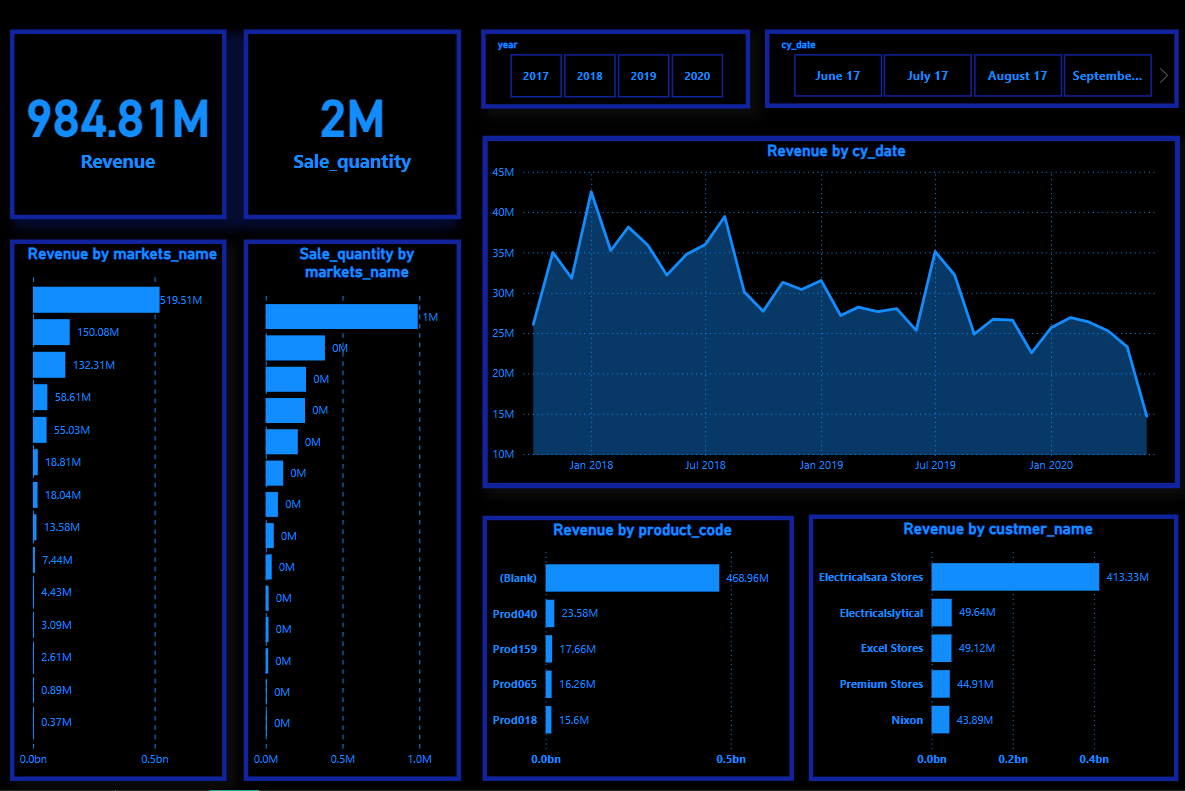 984.81M
Revenue
2M
Sale_quantity
year
2017 2018 2019 2020
cy_date
June 17 July 17 August 17 Septembe...
Revenue by markets_name
519.51M
150.08M
132.31M
58.61M
55.03M
18.81M
18.04M
13.58M
7.44M
4.43M
3.09M
2.61M
0.89M
0.37M
0.0bn 0.5bn
Sale_quantity by
markets_name
1M
0M
0M
0M
0M
0M
0M
0M
0M
0M
0M
0M
0M
0M
0.0M 0.5M 1.0M
Revenue by cy_date
45M
40M
35M
30M
25M
20M
15M
10M
Jan 2018 Jul 2018 Jan 2019 Jul 2019 Jan 2020
Revenue by product_code
(Blank) 468.96M
Prod040 23.58M
Prod159 17.66M
Prod065 16.26M
Prod018 15.6M
0.0bn 0.5bn
Revenue by custmer_name
Electricalsara Stores 413.33M
Electricalslytical 49.64M
Excel Stores 49.12M
Premium Stores 44.91M
Nixon 43.89M
0.0bn 0.2bn 0.4bn